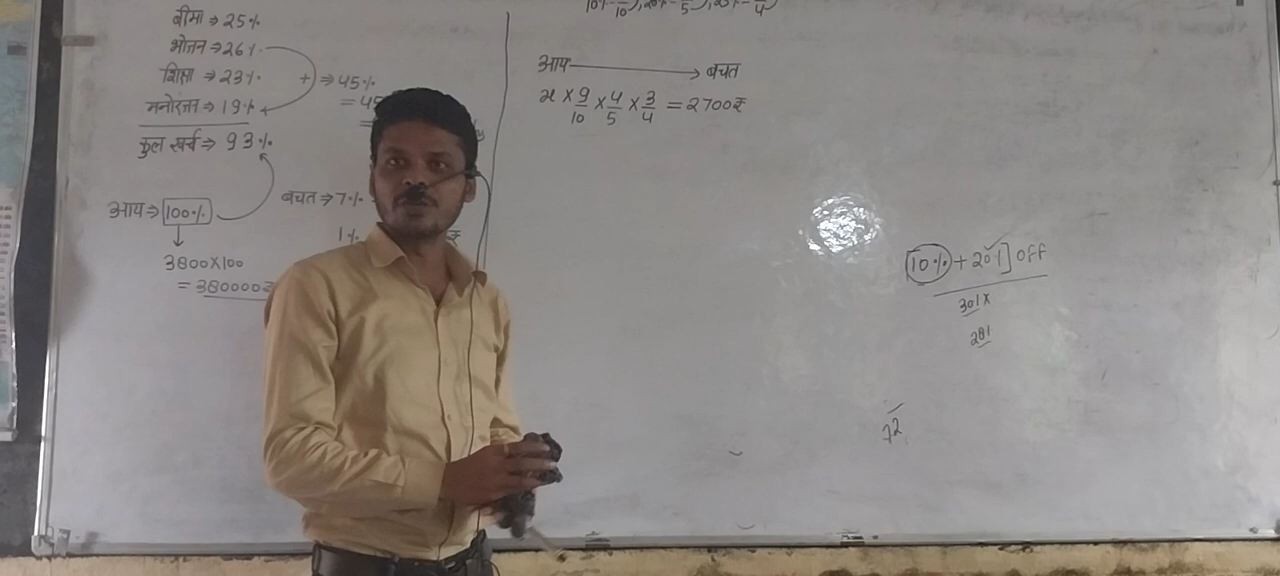 बीमा ⇒ 25%
भोजन ⇒ 26%
शिक्षा ⇒ 23%
+ ⇒ 45%
मनोरंजन ⇒ 19%
= 45
कुल खर्च ⇒ 93%
आय ⇒ 100%
बचत ⇒ 7%
1%
3800×100
= 380000₹
आय → बचत
x × 9/10 × 4/5 × 3/4 = 2700₹
10% + 20%] OFF
30% x
28%
72